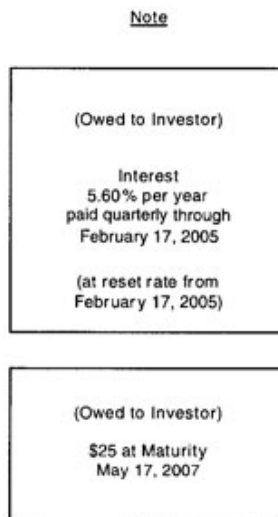 Note
(Owed to Investor)
Interest
5.60% per year
paid quarterly through
February 17, 2005
(at reset rate from
February 17, 2005)
(Owed to Investor)
$25 at Maturity
May 17, 2007